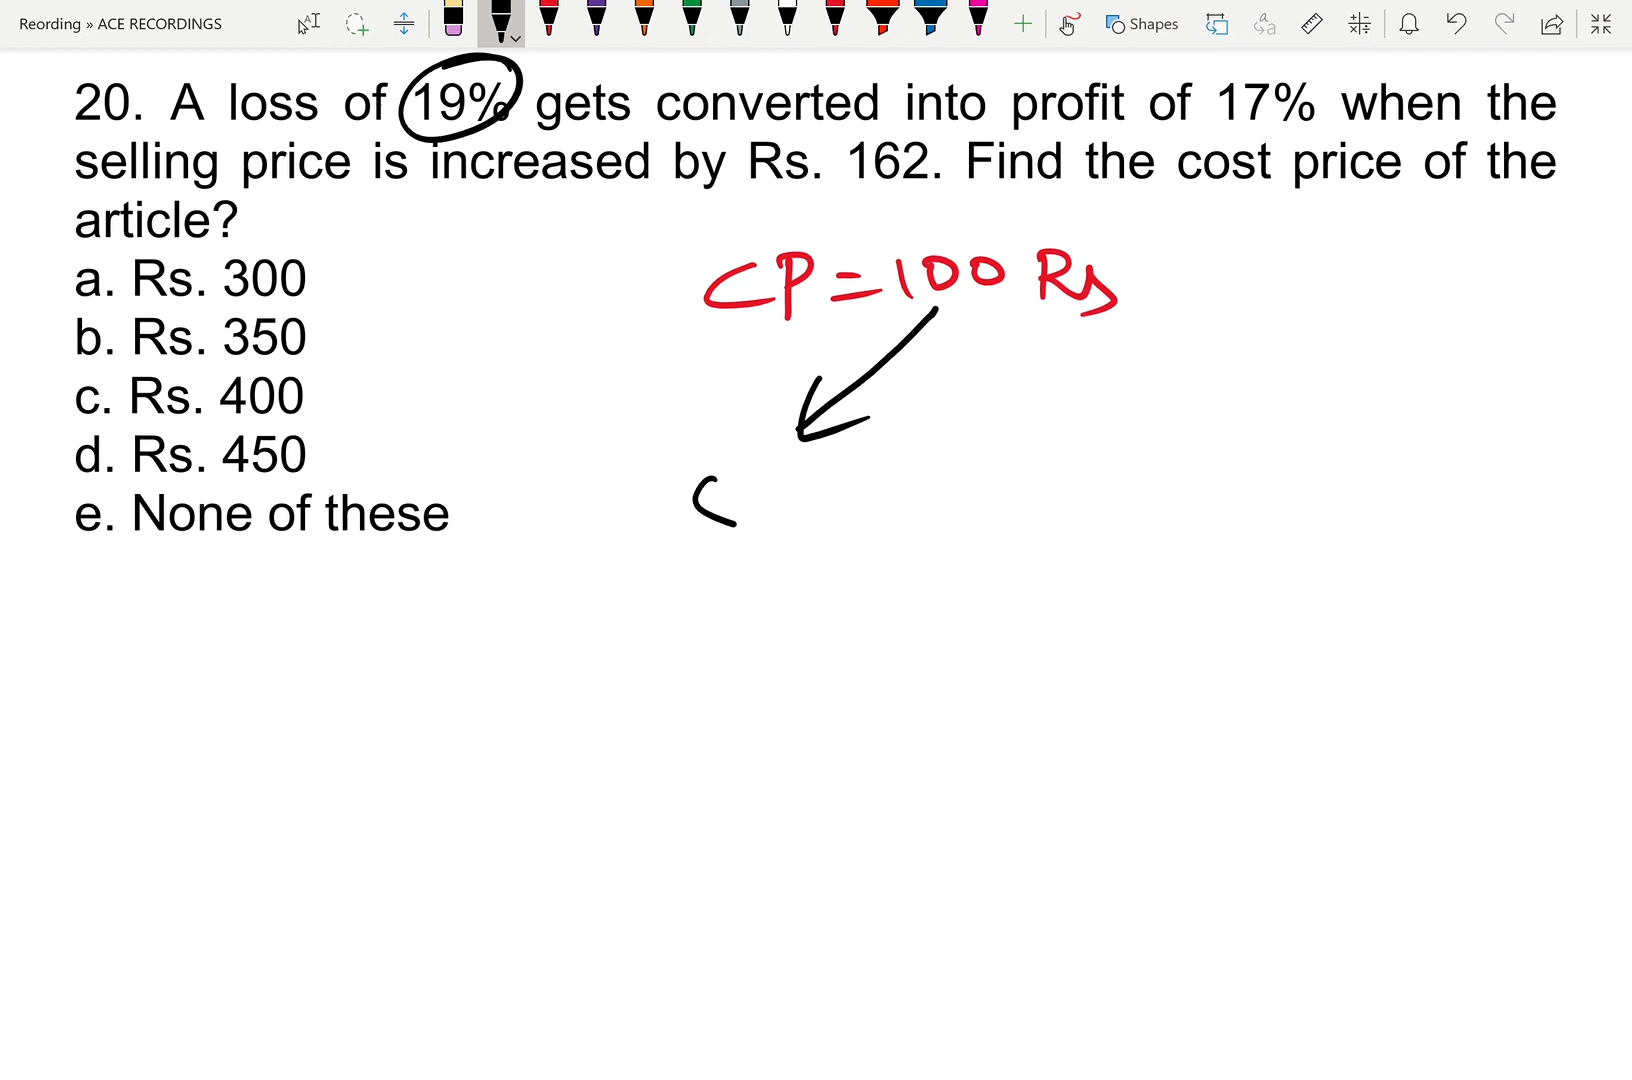 Reording » ACE RECORDINGS
Shapes
20. A loss of 19% gets converted into profit of 17% when the
selling price is increased by Rs. 162. Find the cost price of the
article?
a. Rs. 300
b. Rs. 350
c. Rs. 400
d. Rs. 450
e. None of these
CP=100 Rs
C